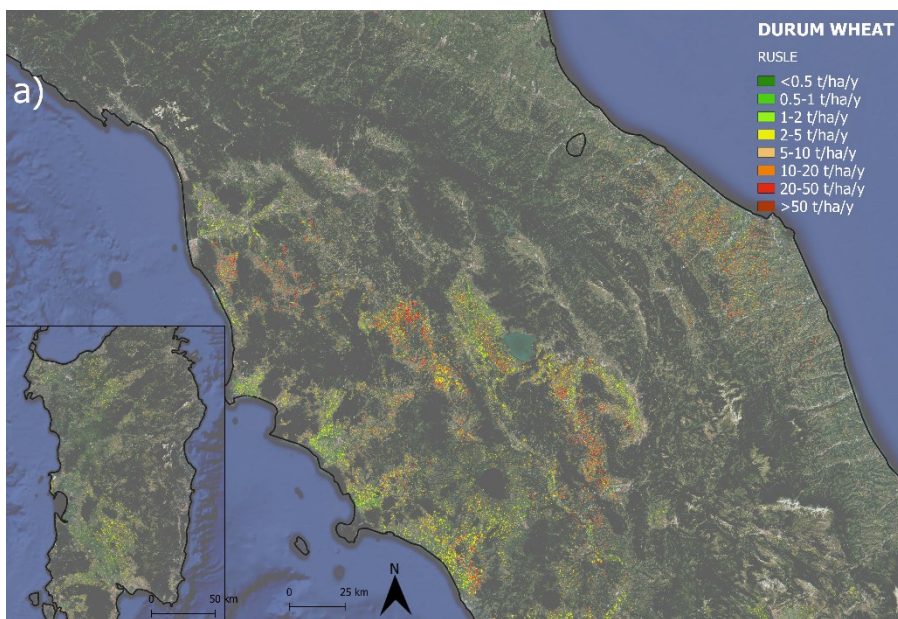 a)
DURUM WHEAT
RUSLE
<0.5 t/ha/y
0.5-1 t/ha/y
1-2 t/ha/y
2-5 t/ha/y
5-10 t/ha/y
10-20 t/ha/y
20-50 t/ha/y
>50 t/ha/y
N
0 50 km
0 25 km